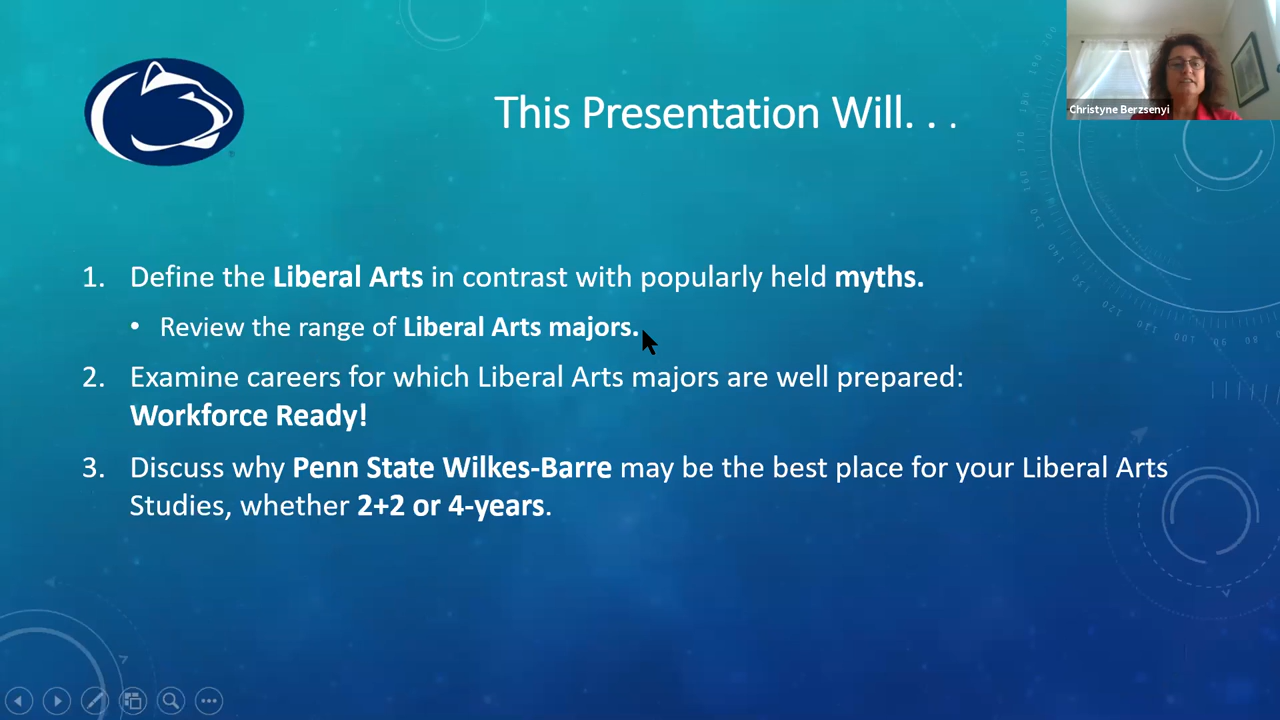 This Presentation Will. . .
Christyne Berzsenyi
1. Define the Liberal Arts in contrast with popularly held myths.
• Review the range of Liberal Arts majors.
2. Examine careers for which Liberal Arts majors are well prepared:
Workforce Ready!
3. Discuss why Penn State Wilkes-Barre may be the best place for your Liberal Arts
Studies, whether 2+2 or 4-years.